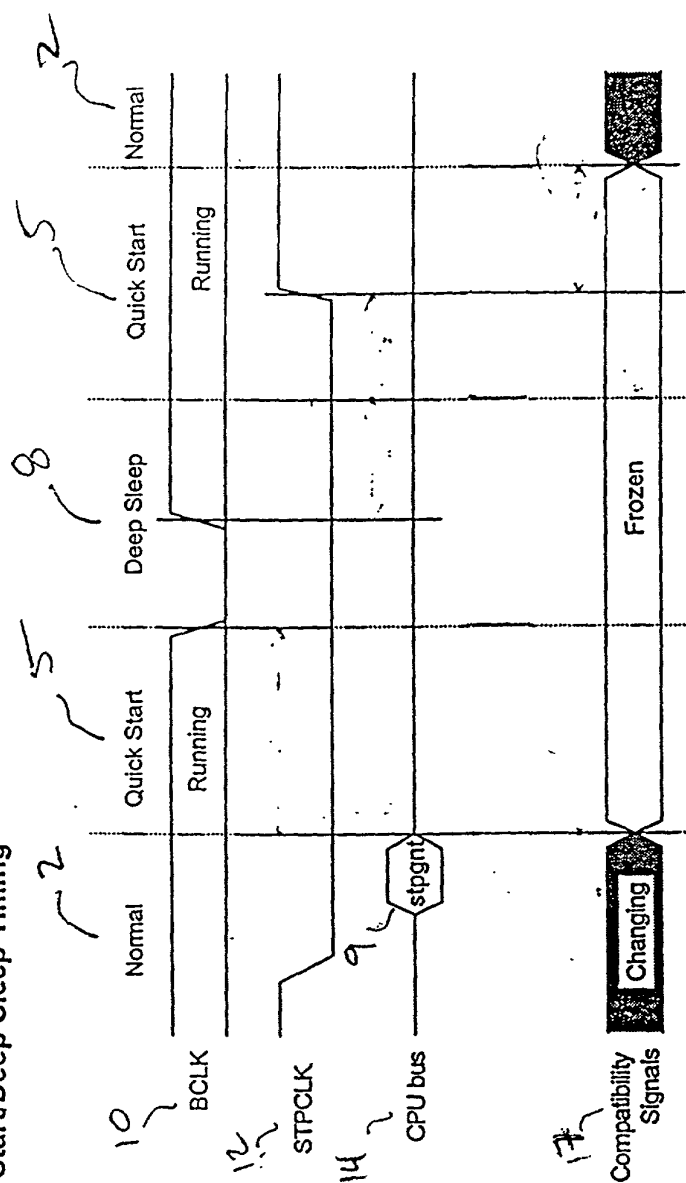 Start/Deep Sleep Timing
2 5 8 5 2
Normal Quick Start Deep Sleep Quick Start Normal
10
BCLK
Running Running
12
STPCLK
14
CPU bus
9
stpgnt
17
Compatibility
Signals
Changing
Frozen